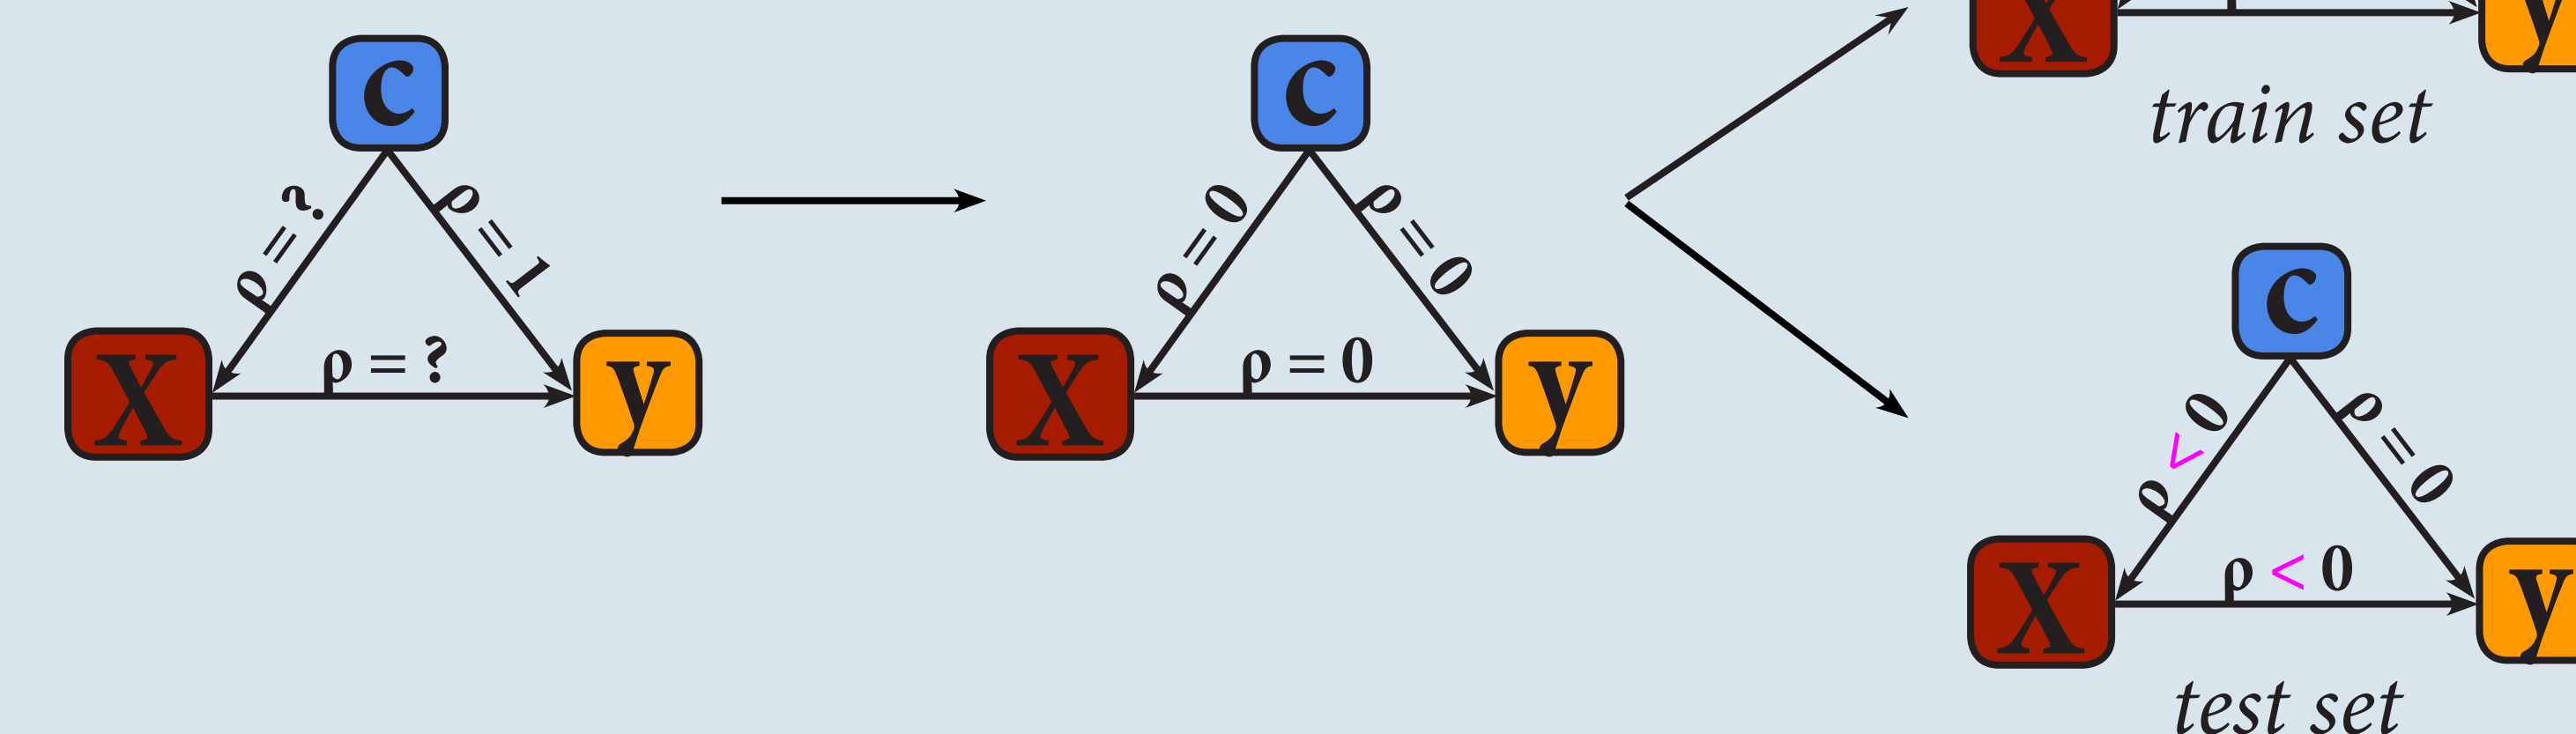 C
ρ = ?
ρ = 1
X
ρ = ?
y
C
ρ = 0
ρ = 0
X
ρ = 0
y
X
y
train set
C
ρ < 0
ρ = 0
X
ρ < 0
y
test set